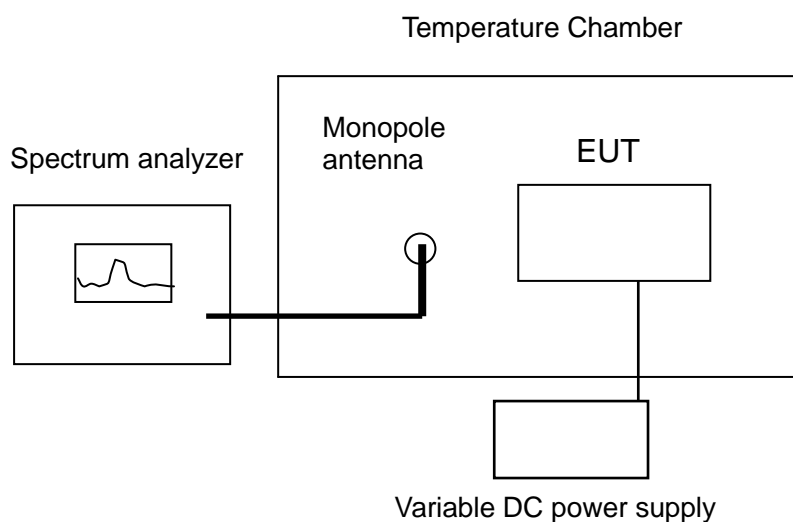 Temperature Chamber
Monopole
antenna
EUT
Spectrum analyzer
Variable DC power supply